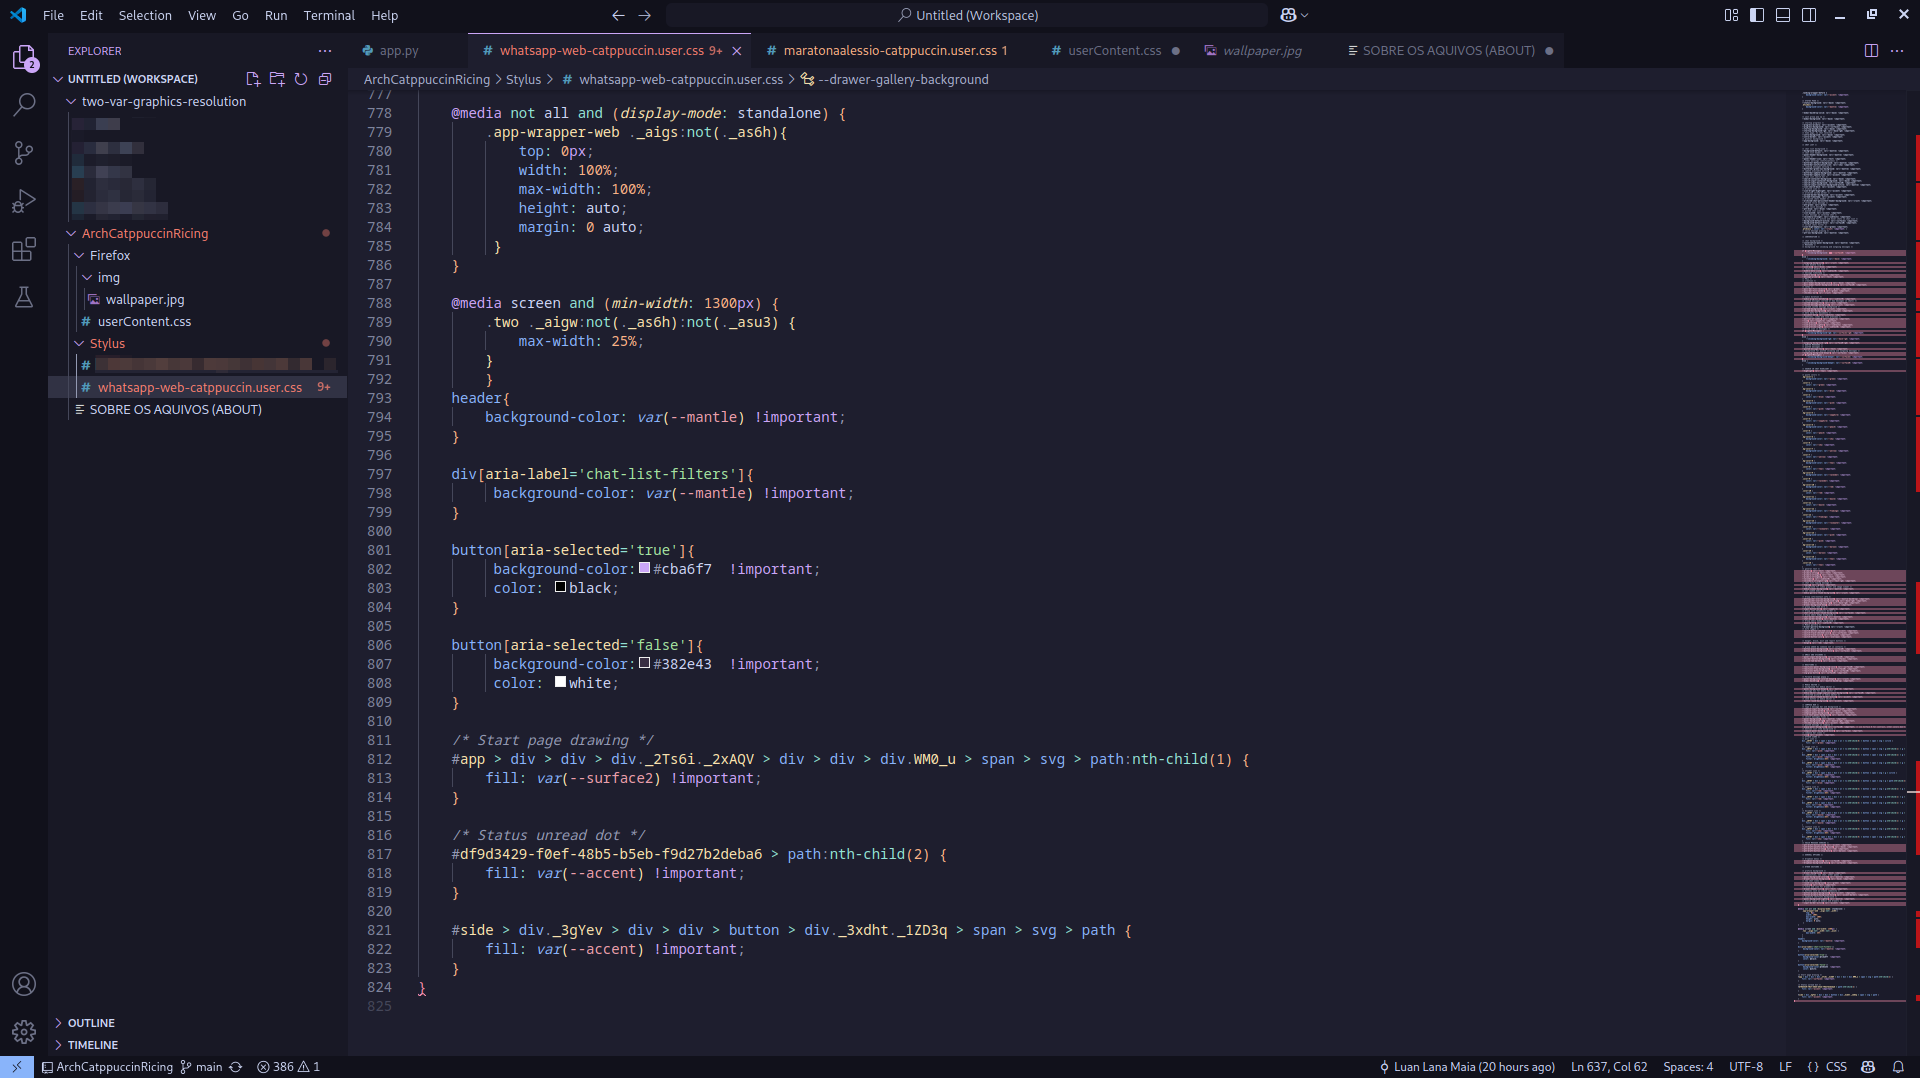 File Edit Selection View Go Run Terminal Help
Untitled (Workspace)
EXPLORER
UNTITLED (WORKSPACE)
two-var-graphics-resolution
ArchCatppuccinRicing
Firefox
img
wallpaper.jpg
userContent.css
Stylus
whatsapp-web-catppuccin.user.css 9+
SOBRE OS AQUIVOS (ABOUT)
OUTLINE
TIMELINE
2
app.py
whatsapp-web-catppuccin.user.css 9+
maratonaalessio-catppuccin.user.css 1
userContent.css
wallpaper.jpg
SOBRE OS AQUIVOS (ABOUT)
ArchCatppuccinRicing > Stylus > # whatsapp-web-catppuccin.user.css > --drawer-gallery-background
777
778 @media not all and (display-mode: standalone) {
779 .app-wrapper-web ._aigs:not(._as6h){
780 top: 0px;
781 width: 100%;
782 max-width: 100%;
783 height: auto;
784 margin: 0 auto;
785 }
786 }
787
788 @media screen and (min-width: 1300px) {
789 .two ._aigw:not(._as6h):not(._asu3) {
790 max-width: 25%;
791 }
792 }
793 header{
794 background-color: var(--mantle) !important;
795 }
796
797 div[aria-label='chat-list-filters']{
798 background-color: var(--mantle) !important;
799 }
800
801 button[aria-selected='true']{
802 background-color:#cba6f7  !important;
803 color: black;
804 }
805
806 button[aria-selected='false']{
807 background-color:#382e43  !important;
808 color: white;
809 }
810
811 /* Start page drawing */
812 #app > div > div > div._2Ts6i._2xAQV > div > div > div.WM0_u > span > svg > path:nth-child(1) {
813 fill: var(--surface2) !important;
814 }
815
816 /* Status unread dot */
817 #df9d3429-f0ef-48b5-b5eb-f9d27b2deba6 > path:nth-child(2) {
818 fill: var(--accent) !important;
819 }
820
821 #side > div._3gYev > div > div > button > div._3xdht._1ZD3q > span > svg > path {
822 fill: var(--accent) !important;
823 }
824 }
825
ArchCatppuccinRicing main 386 1
Luan Lana Maia (20 hours ago) Ln 637, Col 62 Spaces: 4 UTF-8 LF {} CSS